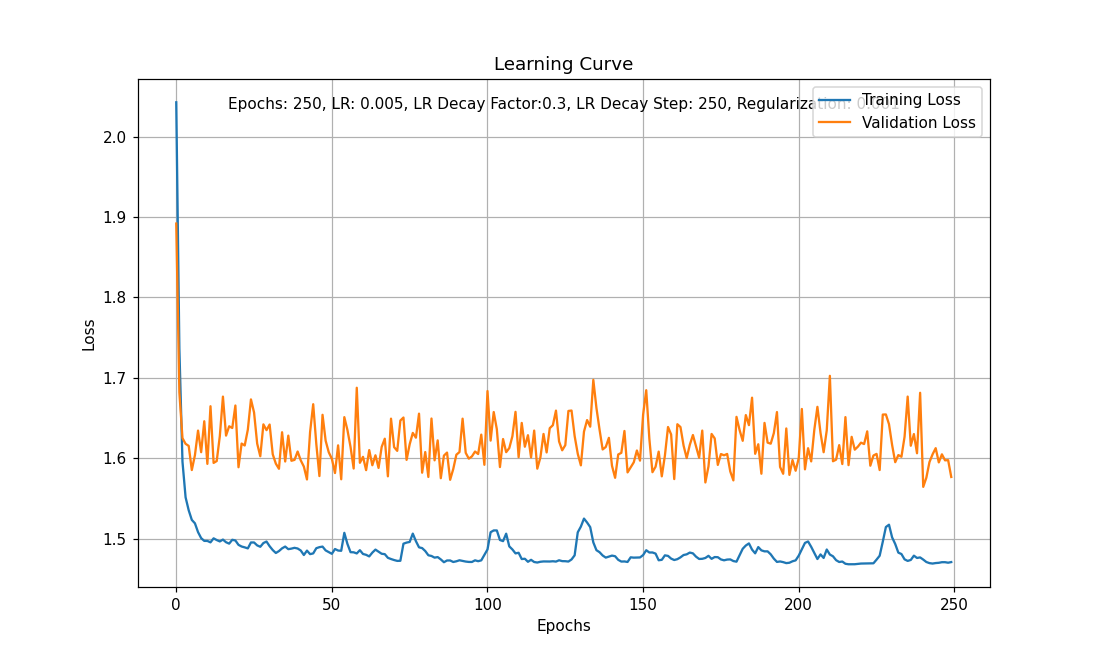 Learning Curve
Epochs: 250, LR: 0.005, LR Decay Factor:0.3, LR Decay Step: 250, Regularization: 0.001
Training Loss
Validation Loss
2.0
1.9
1.8
1.7
1.6
1.5
Loss
0 50 100 150 200 250
Epochs